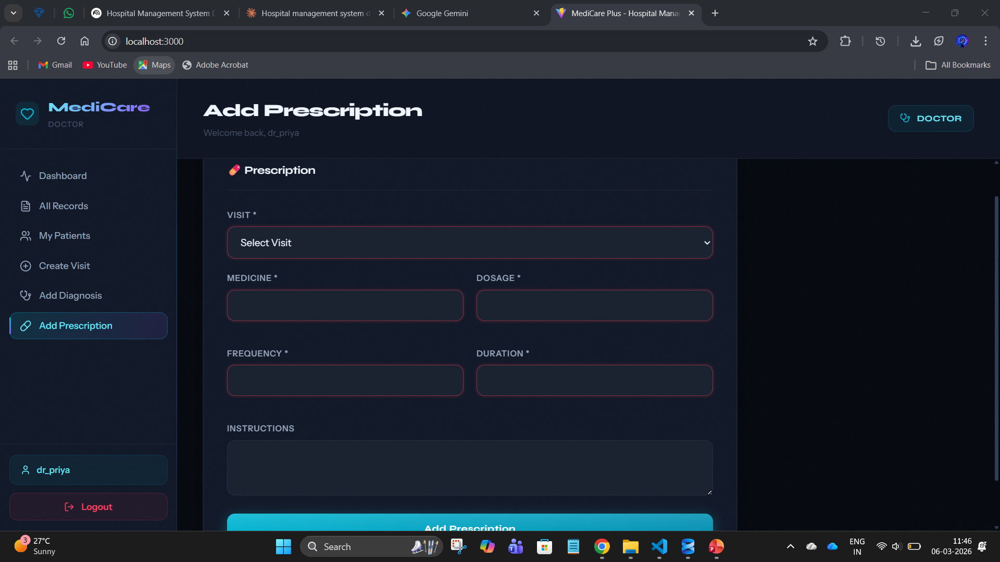 Hospital Management System D
Hospital management system d
Google Gemini
MediCare Plus - Hospital Mana
localhost:3000
Gmail
YouTube
Maps
Adobe Acrobat
All Bookmarks
MediCare
DOCTOR
Dashboard
All Records
My Patients
Create Visit
Add Diagnosis
Add Prescription
dr_priya
Logout
Add Prescription
Welcome back, dr_priya
DOCTOR
Prescription
VISIT *
Select Visit
MEDICINE *
DOSAGE *
FREQUENCY *
DURATION *
INSTRUCTIONS
Add Prescription
3
27°C
Sunny
Search
ENG
IN
11:46
06-03-2026